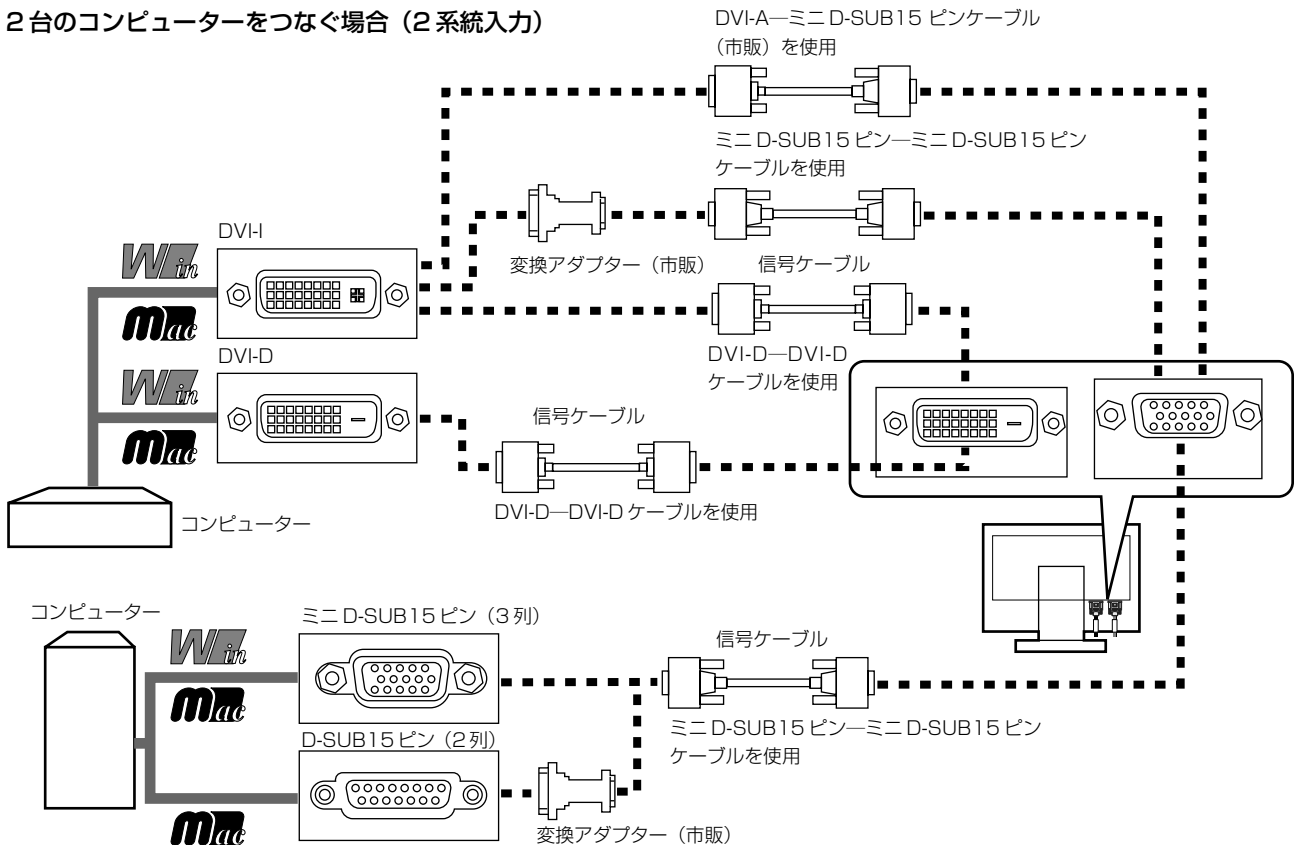 2台のコンピューターをつなぐ場合（2系統入力）
DVI-A―ミニD-SUB15 ピンケーブル
（市販）を使用
ミニD-SUB15ピン―ミニD-SUB15ピン
ケーブルを使用
DVI-I
Win
Mac
変換アダプター（市販）
信号ケーブル
DVI-D―DVI-D
ケーブルを使用
DVI-D
Win
Mac
信号ケーブル
DVI-D―DVI-Dケーブルを使用
コンピューター
コンピューター
Win
Mac
ミニD-SUB15ピン（3列）
信号ケーブル
ミニD-SUB15ピン―ミニD-SUB15ピン
ケーブルを使用
D-SUB15ピン（2列）
Mac
変換アダプター（市販）